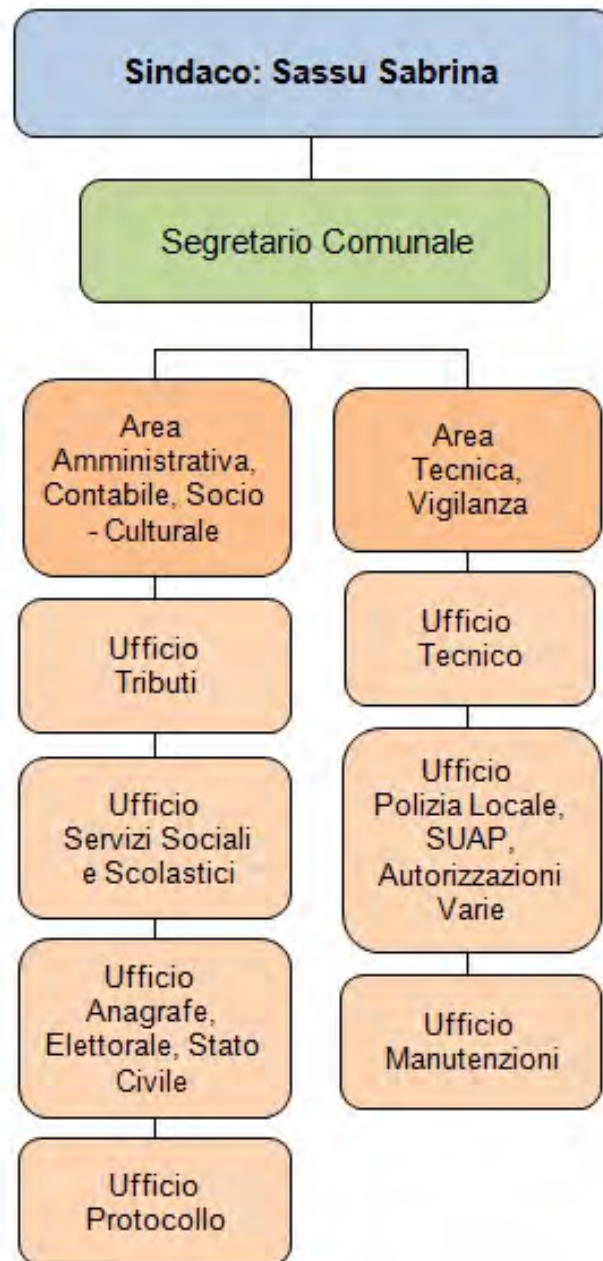 Sindaco: Sassu Sabrina
Segretario Comunale
Area
Amministrativa,
Contabile, Socio
- Culturale
Ufficio
Tributi
Ufficio
Servizi Sociali
e Scolastici
Ufficio
Anagrafe,
Elettorale, Stato
Civile
Ufficio
Protocollo
Area
Tecnica,
Vigilanza
Ufficio
Tecnico
Ufficio
Polizia Locale,
SUAP,
Autorizzazioni
Varie
Ufficio
Manutenzioni